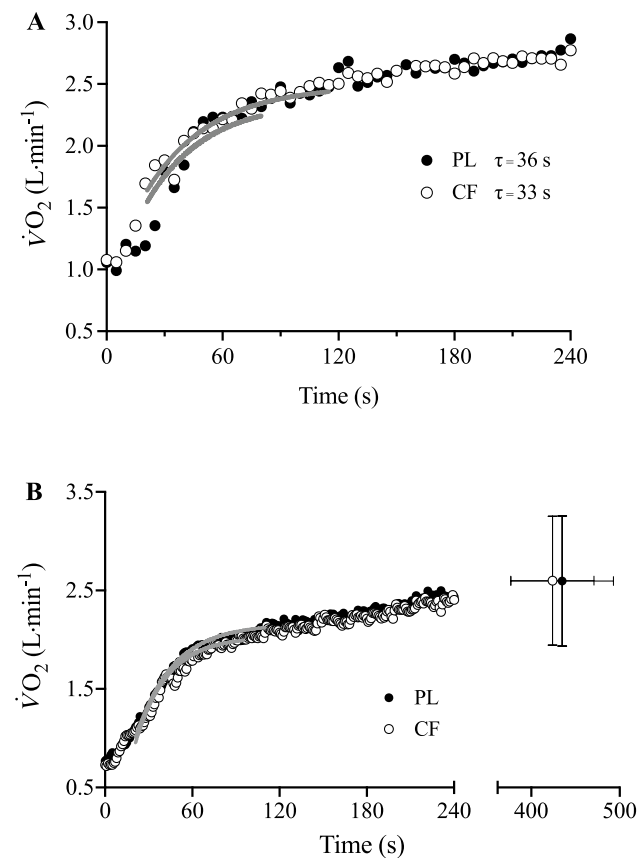 A
3.0
2.5
2.0
1.5
1.0
0.5
V̇O₂ (L·min⁻¹)
PL τ = 36 s
CF τ = 33 s
0 60 120 180 240
Time (s)
B
3.5
2.5
1.5
0.5
V̇O₂ (L·min⁻¹)
PL
CF
0 60 120 180 240 400 500
Time (s)